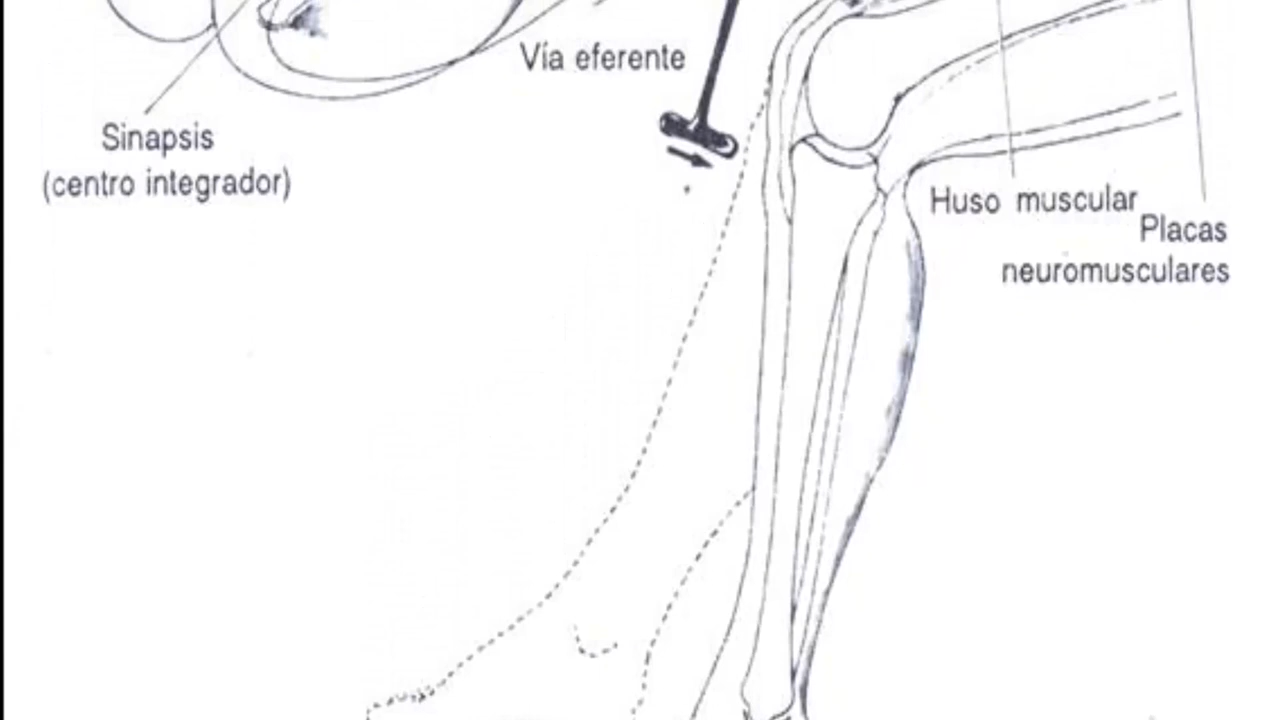 Vía eferente
Sinapsis
(centro integrador)
Huso muscular
Placas
neuromusculares